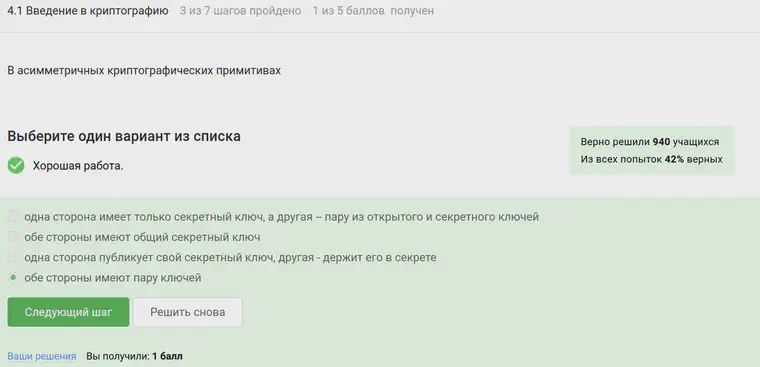 4.1 Введение в криптографию 3 из 7 шагов пройдено 1 из 5 баллов получен
В асимметричных криптографических примитивах
Выберите один вариант из списка
Хорошая работа.
Верно решили 940 учащихся
Из всех попыток 42% верных
одна сторона имеет только секретный ключ, а другая -- пару из открытого и секретного ключей
обе стороны имеют общий секретный ключ
одна сторона публикует свой секретный ключ, другая - держит его в секрете
обе стороны имеют пару ключей
Следующий шаг Решить снова
Ваши решения Вы получили: 1 балл